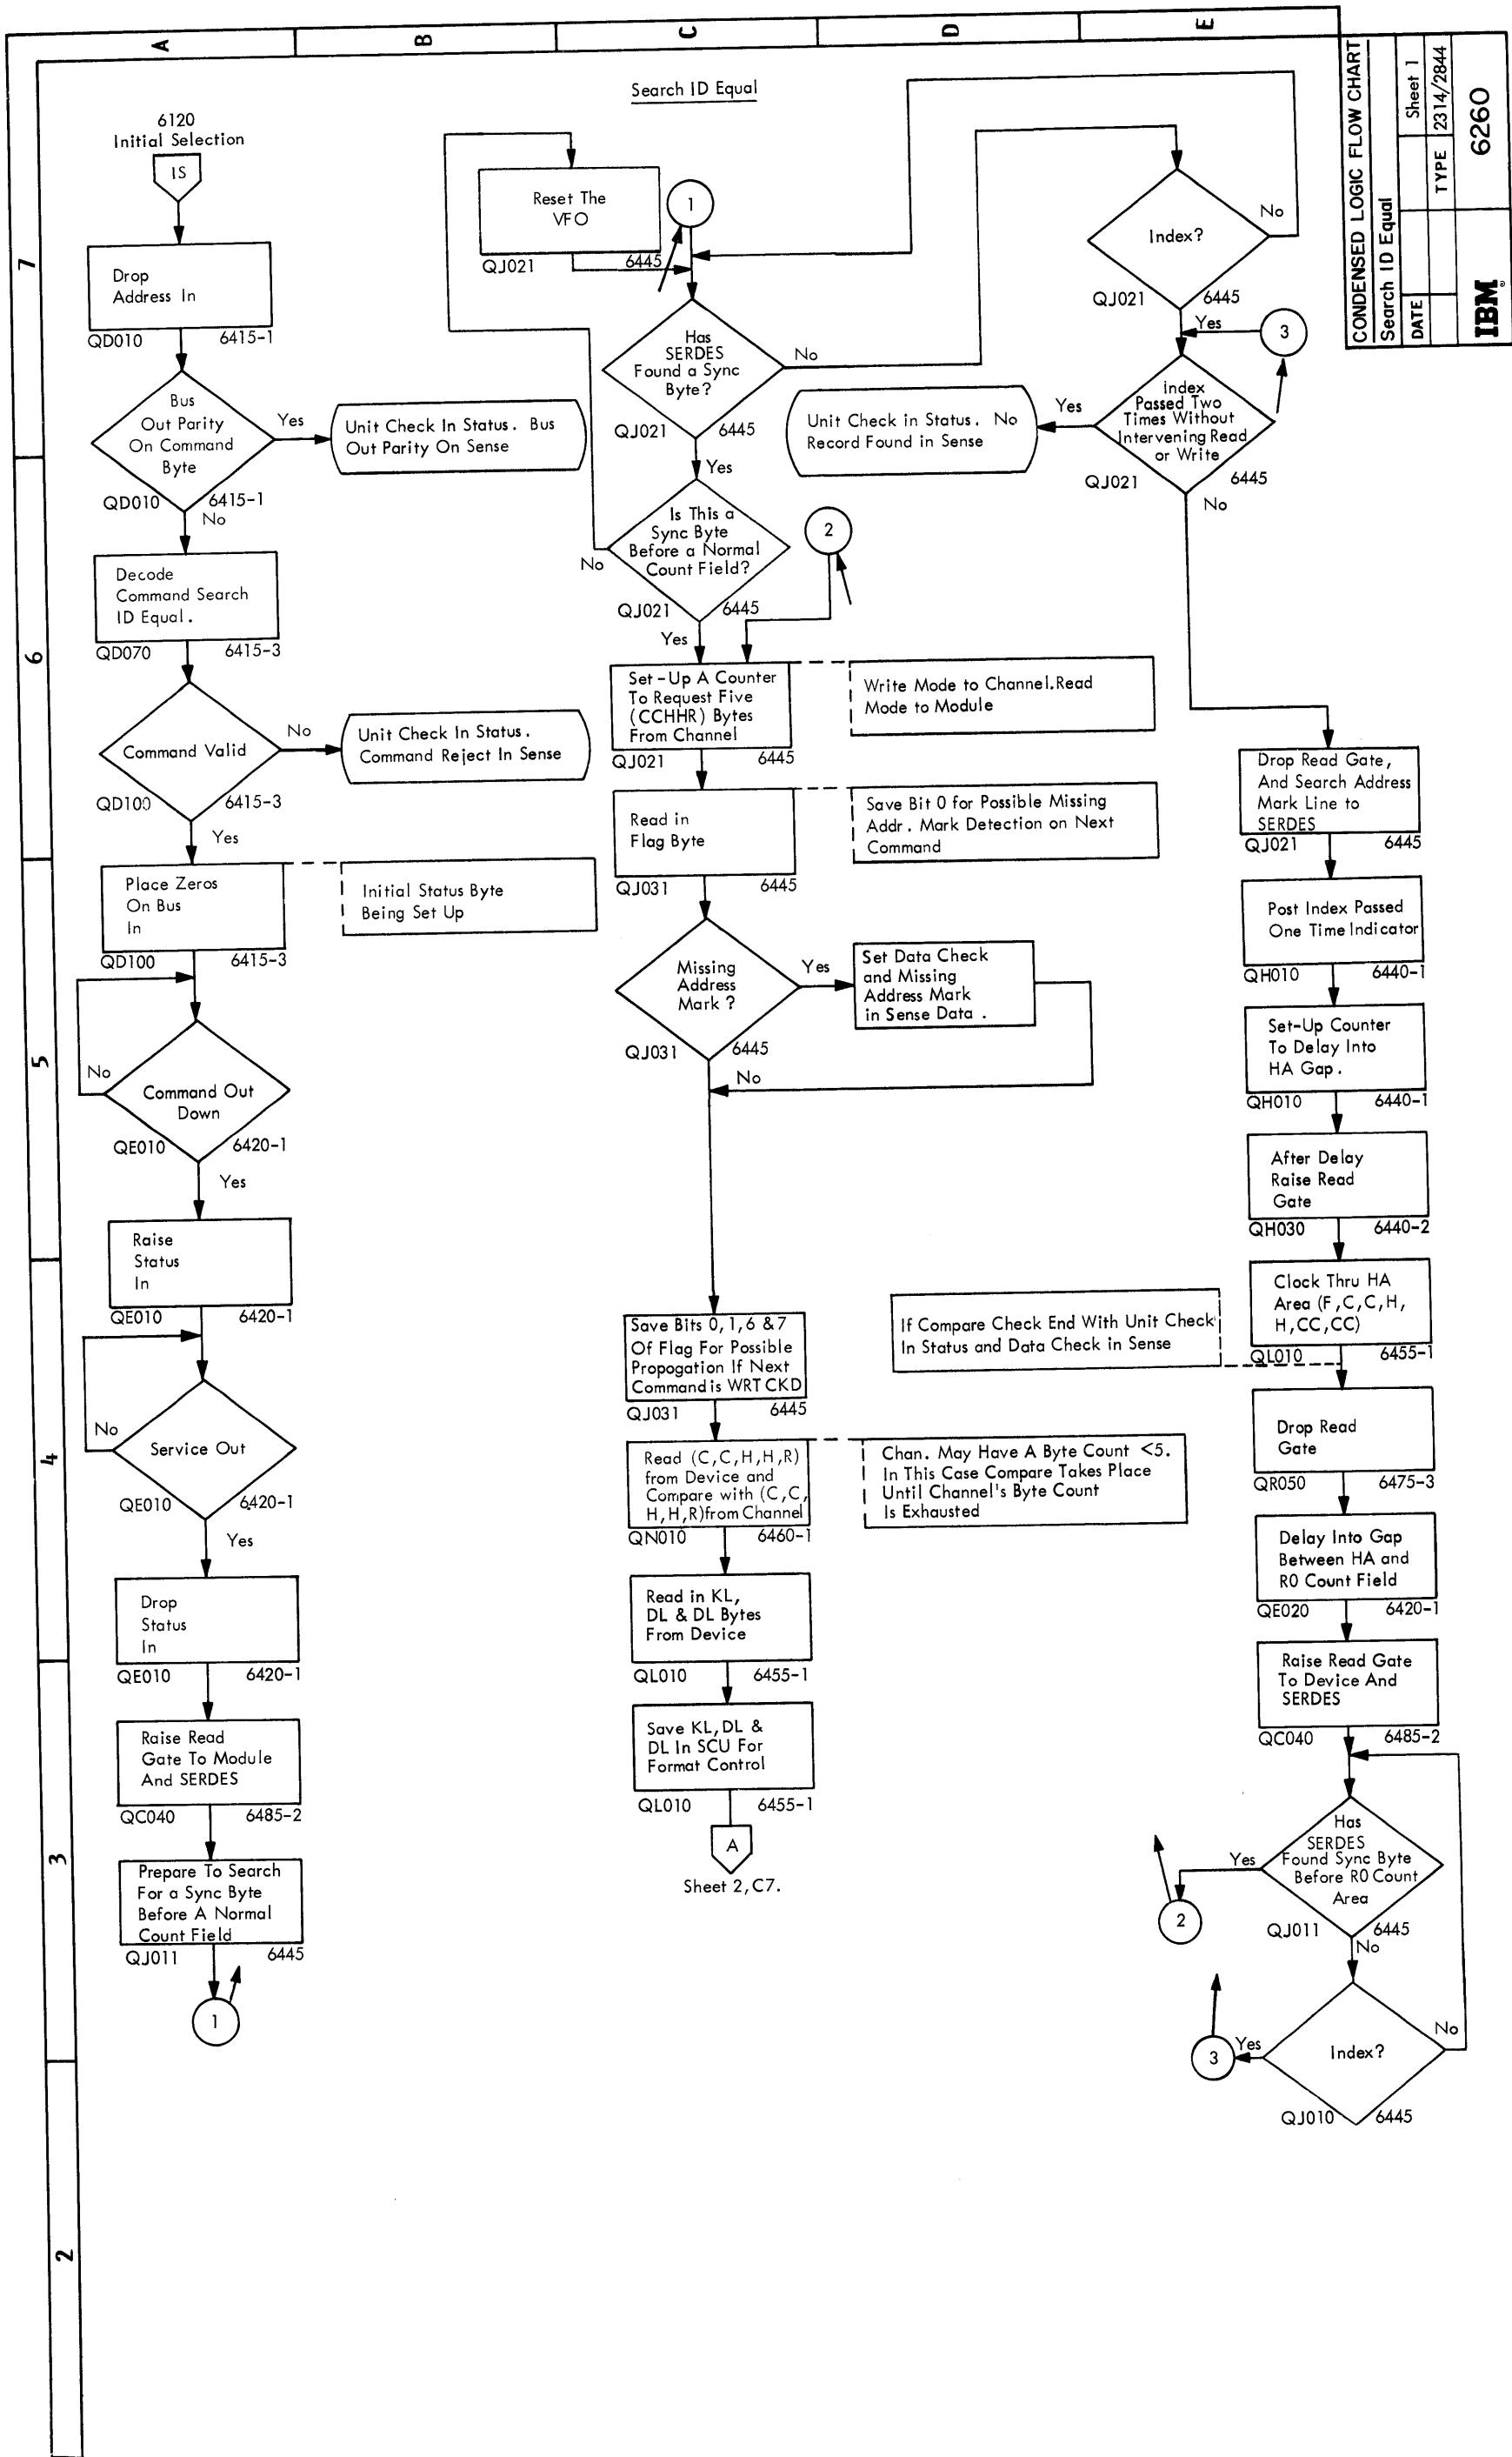 A
B
C
D
E
7
6
5
4
3
2
CONDENSED LOGIC FLOW CHART
Search ID Equal
Sheet 1
DATE
TYPE
2314/2844
IBM®
6260
Search ID Equal
6120
Initial Selection
IS
Drop
Address In
QD010
6415-1
Bus
Out Parity
On Command
Byte
Yes
QD010
6415-1
No
Unit Check In Status. Bus
Out Parity On Sense
Decode
Command Search
ID Equal.
QD070
6415-3
Command Valid
No
QD100
6415-3
Yes
Unit Check In Status.
Command Reject In Sense
Place Zeros
On Bus
In
QD100
6415-3
Initial Status Byte
Being Set Up
No
Command Out
Down
QE010
6420-1
Yes
Raise
Status
In
QE010
6420-1
No
Service Out
QE010
6420-1
Yes
Drop
Status
In
QE010
6420-1
Raise Read
Gate To Module
And SERDES
QC040
6485-2
Prepare To Search
For a Sync Byte
Before A Normal
Count Field
QJ011
6445
1
Reset The
VFO
QJ021
6445
1
Has
SERDES
Found a Sync
Byte?
No
QJ021
6445
Yes
Is This a
Sync Byte
Before a Normal
Count Field?
No
QJ021
6445
Yes
2
Set-Up A Counter
To Request Five
(CCHHR) Bytes
From Channel
QJ021
6445
Write Mode to Channel.Read
Mode to Module
Read in
Flag Byte
QJ031
6445
Save Bit 0 for Possible Missing
Addr. Mark Detection on Next
Command
Missing
Address
Mark ?
Yes
QJ031
6445
No
Set Data Check
and Missing
Address Mark
in Sense Data .
Save Bits 0, 1, 6 & 7
Of Flag For Possible
Propogation If Next
Command is WRT CKD
QJ031
6445
Read (C,C,H,H,R)
from Device and
Compare with (C,C,
H,H,R)from Channel
QN010
6460-1
Chan. May Have A Byte Count <5.
In This Case Compare Takes Place
Until Channel's Byte Count
Is Exhausted
Read in KL,
DL & DL Bytes
From Device
QL010
6455-1
Save KL, DL &
DL In SCU For
Format Control
QL010
6455-1
A
Sheet 2, C7.
Index?
No
QJ021
6445
Yes
3
Index
Passed Two
Times Without
Intervening Read
or Write
Yes
QJ021
6445
No
Unit Check in Status. No
Record Found in Sense
Drop Read Gate,
And Search Address
Mark Line to
SERDES
QJ021
6445
Post Index Passed
One Time Indicator
QH010
6440-1
Set-Up Counter
To Delay Into
HA Gap.
QH010
6440-1
After Delay
Raise Read
Gate
QH030
6440-2
Clock Thru HA
Area (F,C,C,H,
H,CC,CC)
QL010
6455-1
If Compare Check End With Unit Check
In Status and Data Check in Sense
Drop Read
Gate
QR050
6475-3
Delay Into Gap
Between HA and
R0 Count Field
QE020
6420-1
Raise Read Gate
To Device And
SERDES
QC040
6485-2
Has
SERDES
Found Sync Byte
Before R0 Count
Area
Yes
2
QJ011
6445
No
Index?
No
Yes
3
QJ010
6445